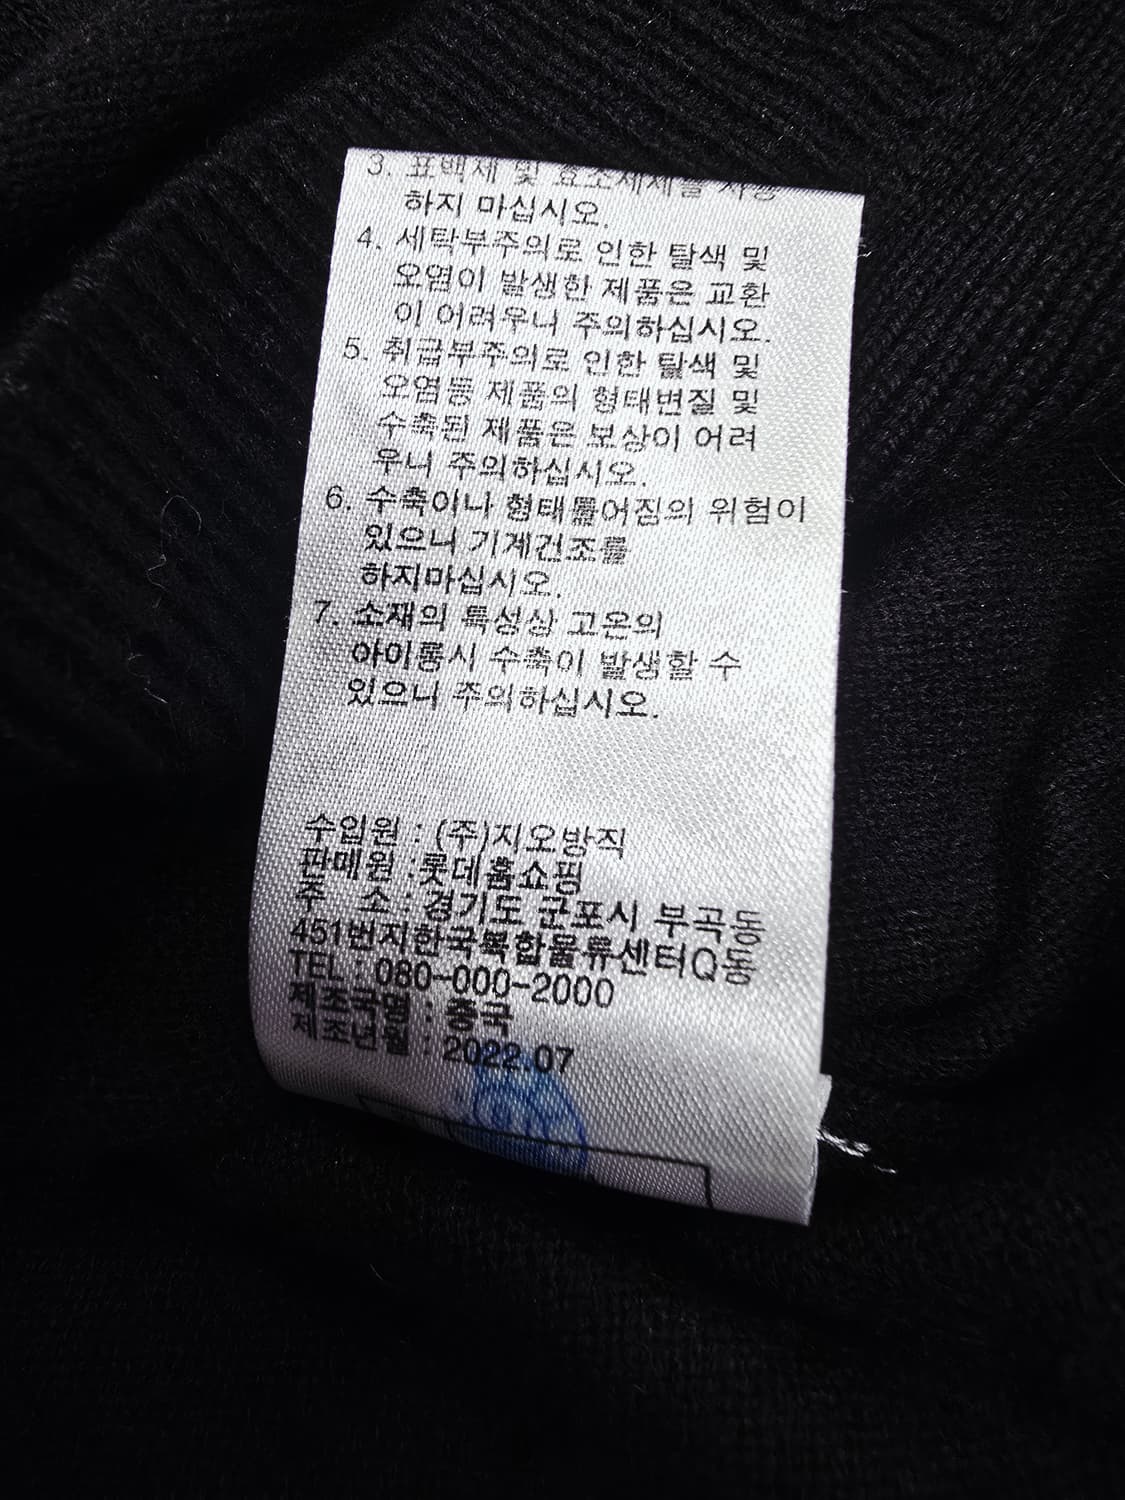 3. 표백제 및 효소세제를 사용
하지 마십시오.
4. 세탁부주의로 인한 탈색 및
오염이 발생한 제품은 교환
이 어려우니 주의하십시오.
5. 취급부주의로 인한 탈색 및
오염등 제품의 형태변질 및
수축된 제품은 보상이 어려
우니 주의하십시오.
6. 수축이나 형태틀어짐의 위험이
있으니 기계건조를
하지마십시오.
7. 소재의 특성상 고온의
아이롱시 수축이 발생할 수
있으니 주의하십시오.
수입원 : (주)지오방직
판매원 :롯데홈쇼핑
주 소 : 경기도 군포시 부곡동
451번지한국복합물류센터Q동
TEL : 080-000-2000
제조국명 : 중국
제조년월 : 2022.07